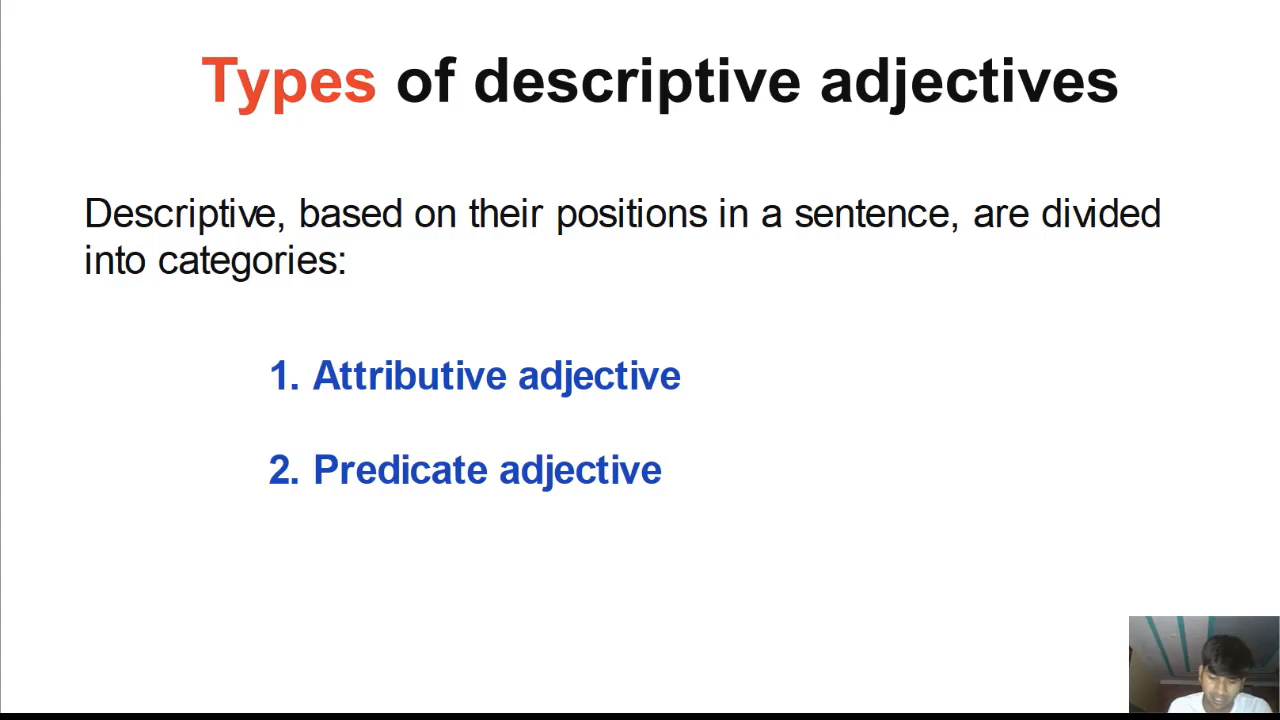 Types of descriptive adjectives
Descriptive, based on their positions in a sentence, are divided
into categories:
1. Attributive adjective
2. Predicate adjective